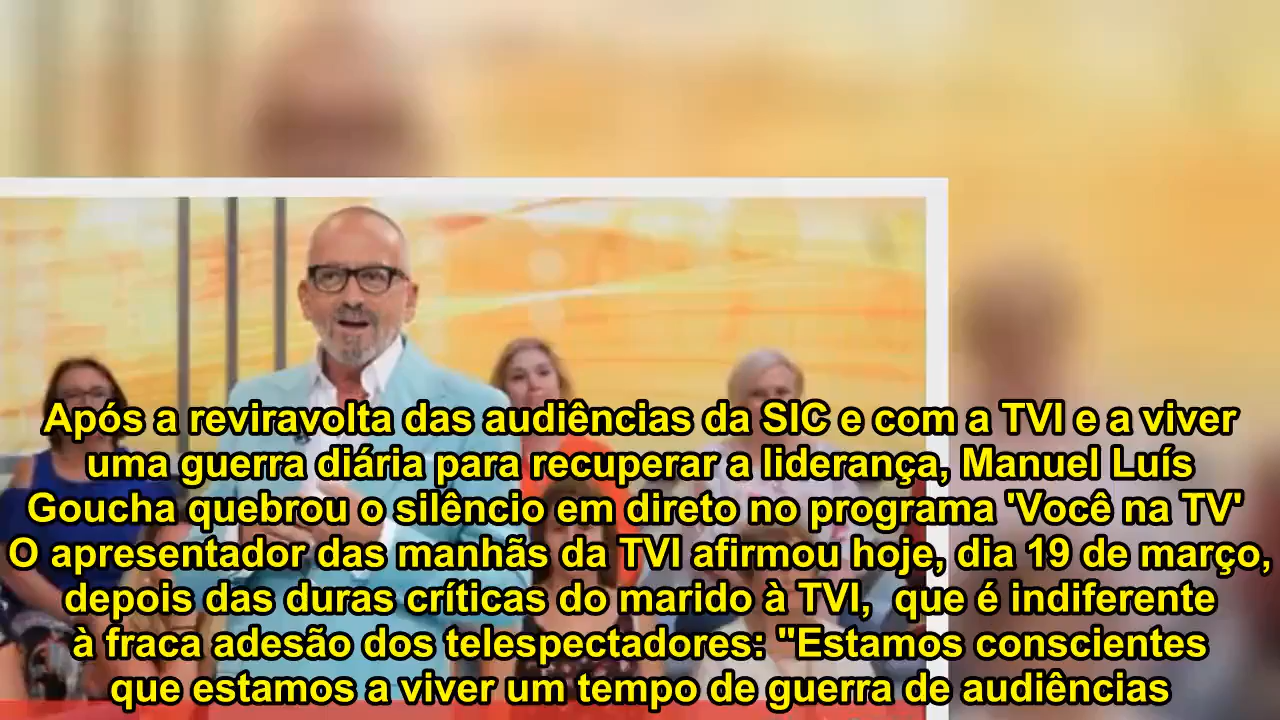 Após a reviravolta das audiências da SIC e com a TVI e a viver
uma guerra diária para recuperar a liderança, Manuel Luís
Goucha quebrou o silêncio em direto no programa 'Você na TV'
O apresentador das manhãs da TVI afirmou hoje, dia 19 de março,
depois das duras críticas do marido à TVI,  que é indiferente
à fraca adesão dos telespectadores: "Estamos conscientes
que estamos a viver um tempo de guerra de audiências